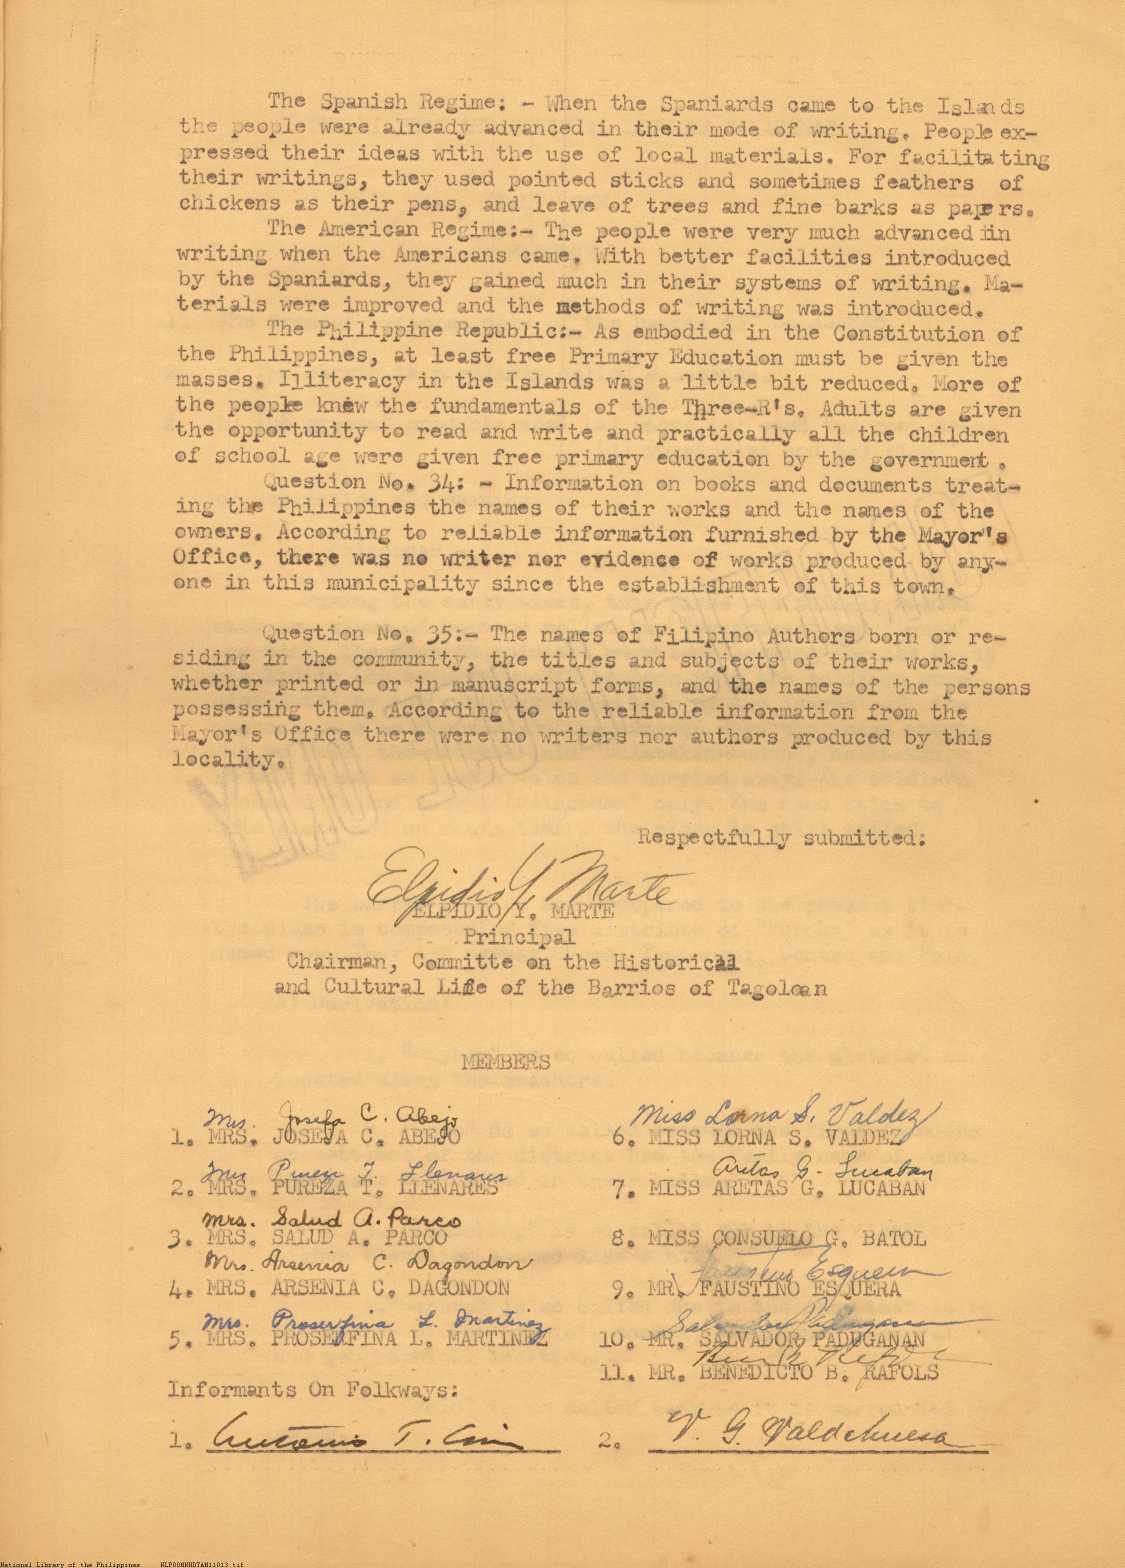 The Spanish Regime: - When the Spaniards came to the Islands
the people were already advanced in their mode of writing. People ex-
pressed their ideas with the use of local materials. For facilitating
their writings, they used pointed sticks and sometimes feathers of
chickens as their pens, and leave of trees and fine barks as papers.
The American Regime:- The people were very much advanced iin
writing when the Americans came. With better facilities introduced
by the Spaniards, they gained much in their systems of writing. Ma-
terials were improved and the methods of writing was introduced.
The Philippine Republic:- As embodied in the Constitution of
the Philippines, at least free Primary Education must be given the
masses. Illiteracy in the Islands was a little bit reduced. More of
the people knew the fundamentals of the Three-R's. Adults are given
the opportunity to read and write and practically all the children
of school age were given free primary education by the government .
Question No. 34: - Information on books and documents treat-
ing the Philippines the names of their works and the names of the
owners. According to reliable information furnished by the Mayor"s
Office, there was no writer nor evidence of works produced by any-
one in this municipality since the establishment of this town.
Question No. 35:- The names of Filipino Authors born or re-
siding in the community, the titles and subjects of their works,
whether printed or in manuscript forms, and the names of the persons
possessing them. According to the reliable information from the
Mayor's Office there were no writers nor authors produced by this
locality.
Respectfully submitted:
Elpidio Y. Marte
ELPIDIO Y. MARTE
Principal
Chairman, Committe on the Historical
and Cultural Life of the Barrios of Tagoloan
MEMBERS
Mrs. Josefa C. Abejo
1. MRS. JOSEFA C. ABEJO
Mrs Pureza T. Llenares
2. MRS. PUREZA T. LLENARES
Mrs. Salud A. Parco
3. MRS. SALUD A. PARCO
Mrs. Arsenia C. Dagondon
4. MRS. ARSENIA C. DAGONDON
Mrs. Proserfina L. Martinez
5. MRS. PROSERFINA L. MARTINEZ
Miss Lorna S. Valdez
6. MISS LORNA S. VALDEZ
Aretas G. Lucaban
7. MISS ARETAS G. LUCABAN
8. MISS CONSUELO G. BATOL
Faustino Esquera
9. MR. FAUSTINO ESQUERA
Salvador Paduganan
10. MR. SALVADOR PADUGANAN
11. MR. BENEDICTO B. RAFOLS
Informants On Folkways:
1. Antonio T.
2. V. G. Valdehuesa
National Library of the Philippines NLP00MNHDTAM11013.tif